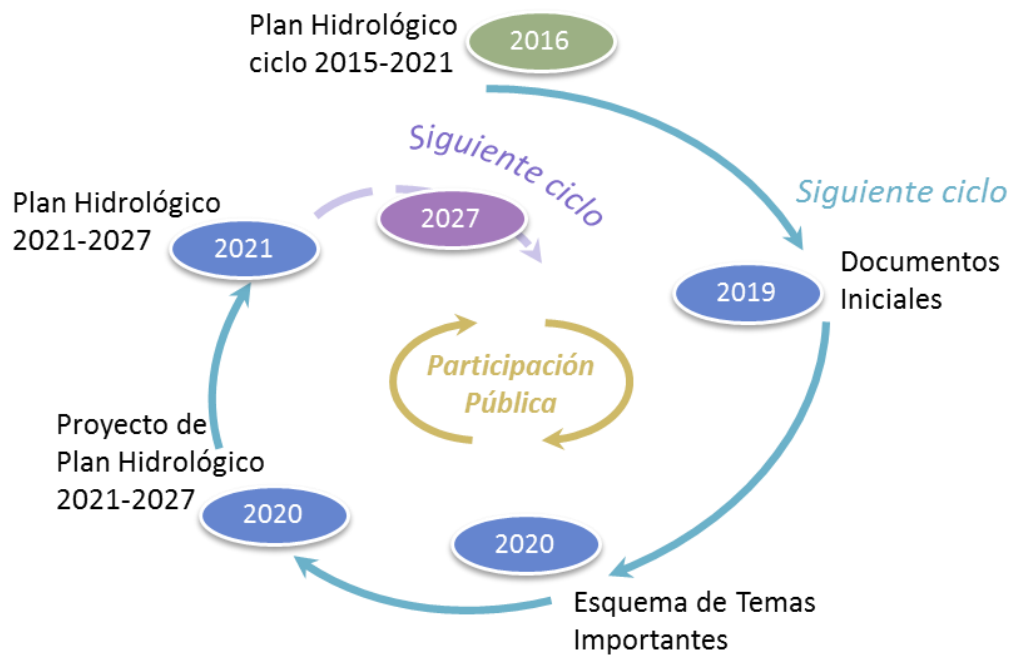 Plan Hidrológico
ciclo 2015-2021
2016
Siguiente ciclo
Documentos
Iniciales
2019
Esquema de Temas
Importantes
2020
Proyecto de
Plan Hidrológico
2021-2027
2020
Plan Hidrológico
2021-2027
2021
Siguiente ciclo
2027
Participación
Pública